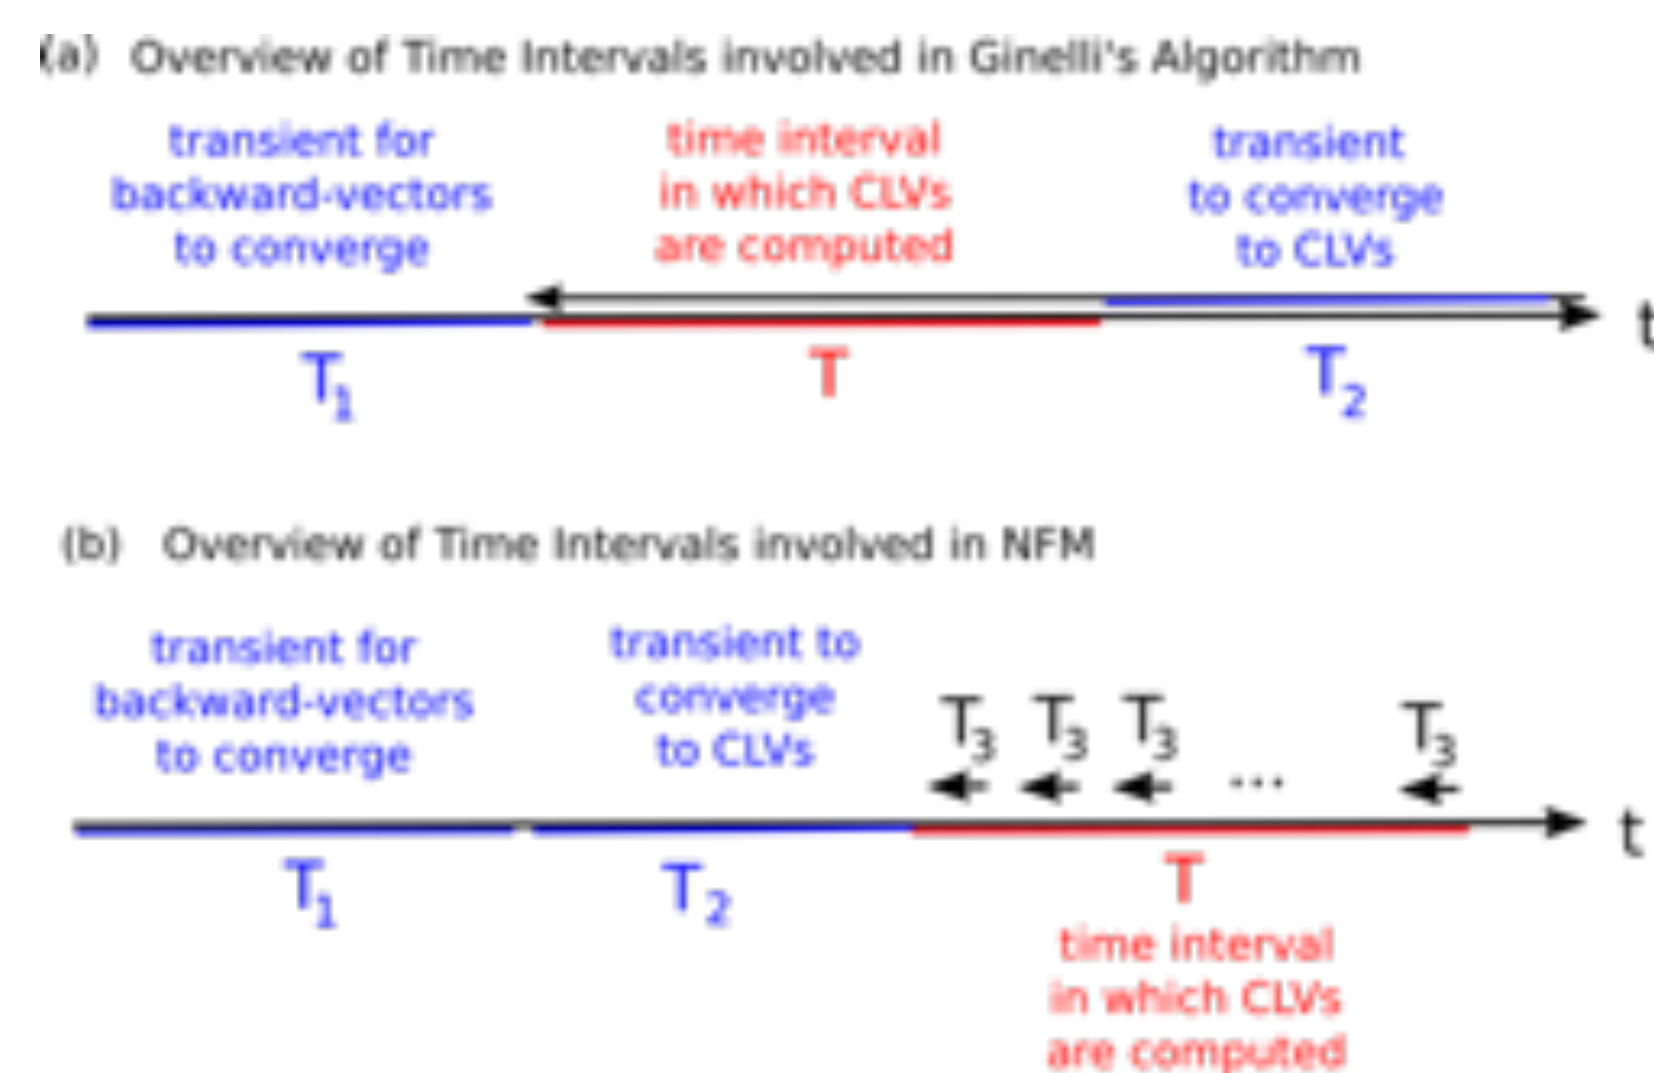 (a) Overview of Time Intervals involved in Ginelli's Algorithm
transient for
backward-vectors
to converge
time interval
in which CLVs
are computed
transient
to converge
to CLVs
t
T1
T
T2
(b) Overview of Time Intervals involved in NFM
transient for
backward-vectors
to converge
transient to
converge
to CLVs
T3 T3 T3 ... T3
t
T1
T2
T
time interval
in which CLVs
are computed